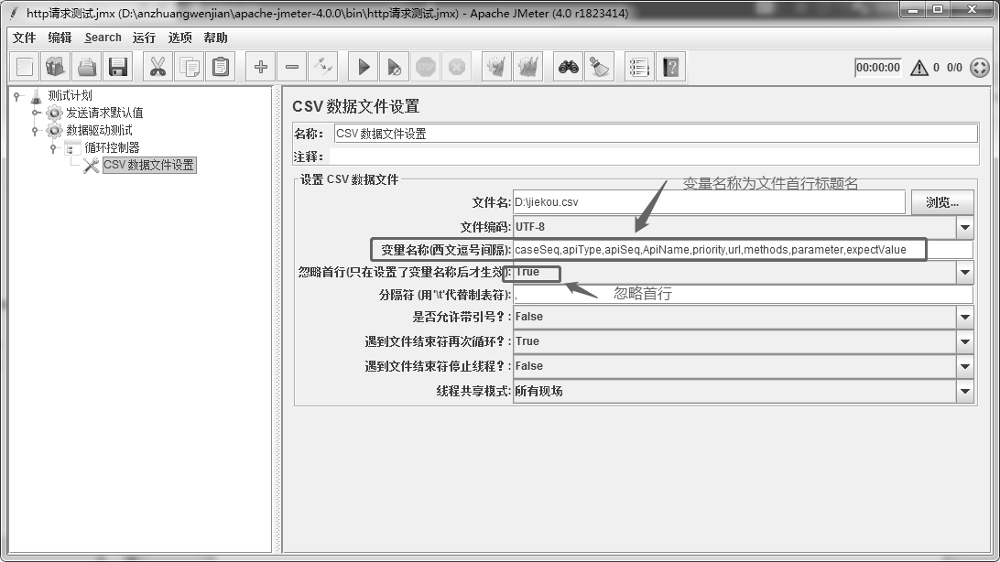 http请求测试.jmx (D:\anzhuangwenjian\apache-jmeter-4.0.0\bin\http请求测试.jmx) - Apache JMeter (4.0 r1823414)
文件 编辑 Search 运行 选项 帮助
STOP
00:00:00 0 0/0
测试计划
发送请求默认值
数据驱动测试
循环控制器
CSV 数据文件设置
CSV 数据文件设置
名称: CSV 数据文件设置
注释:
设置 CSV 数据文件
变量名称为文件首行标题名
文件名: D:\jiekou.csv 浏览...
文件编码: UTF-8
变量名称(西文逗号间隔): caseSeq,apiType,apiSeq,ApiName,priority,url,methods,parameter,expectValue
忽略首行(只在设置了变量名称后才生效): True
分隔符 (用'\t'代替制表符): , 忽略首行
是否允许带引号?: False
遇到文件结束符再次循环?: True
遇到文件结束符停止线程?: False
线程共享模式: 所有现场